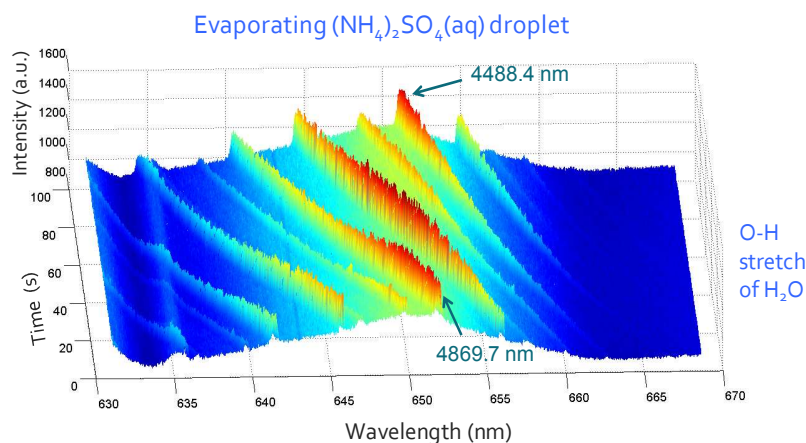 Evaporating (NH₄)₂SO₄(aq) droplet
1600
1400
1200
1000
800
Intensity (a.u.)
4488.4 nm
100
80
60
40
20
0
Time (s)
O-H
stretch
of H₂O
4869.7 nm
630
635
640
645
650
655
660
665
670
Wavelength (nm)